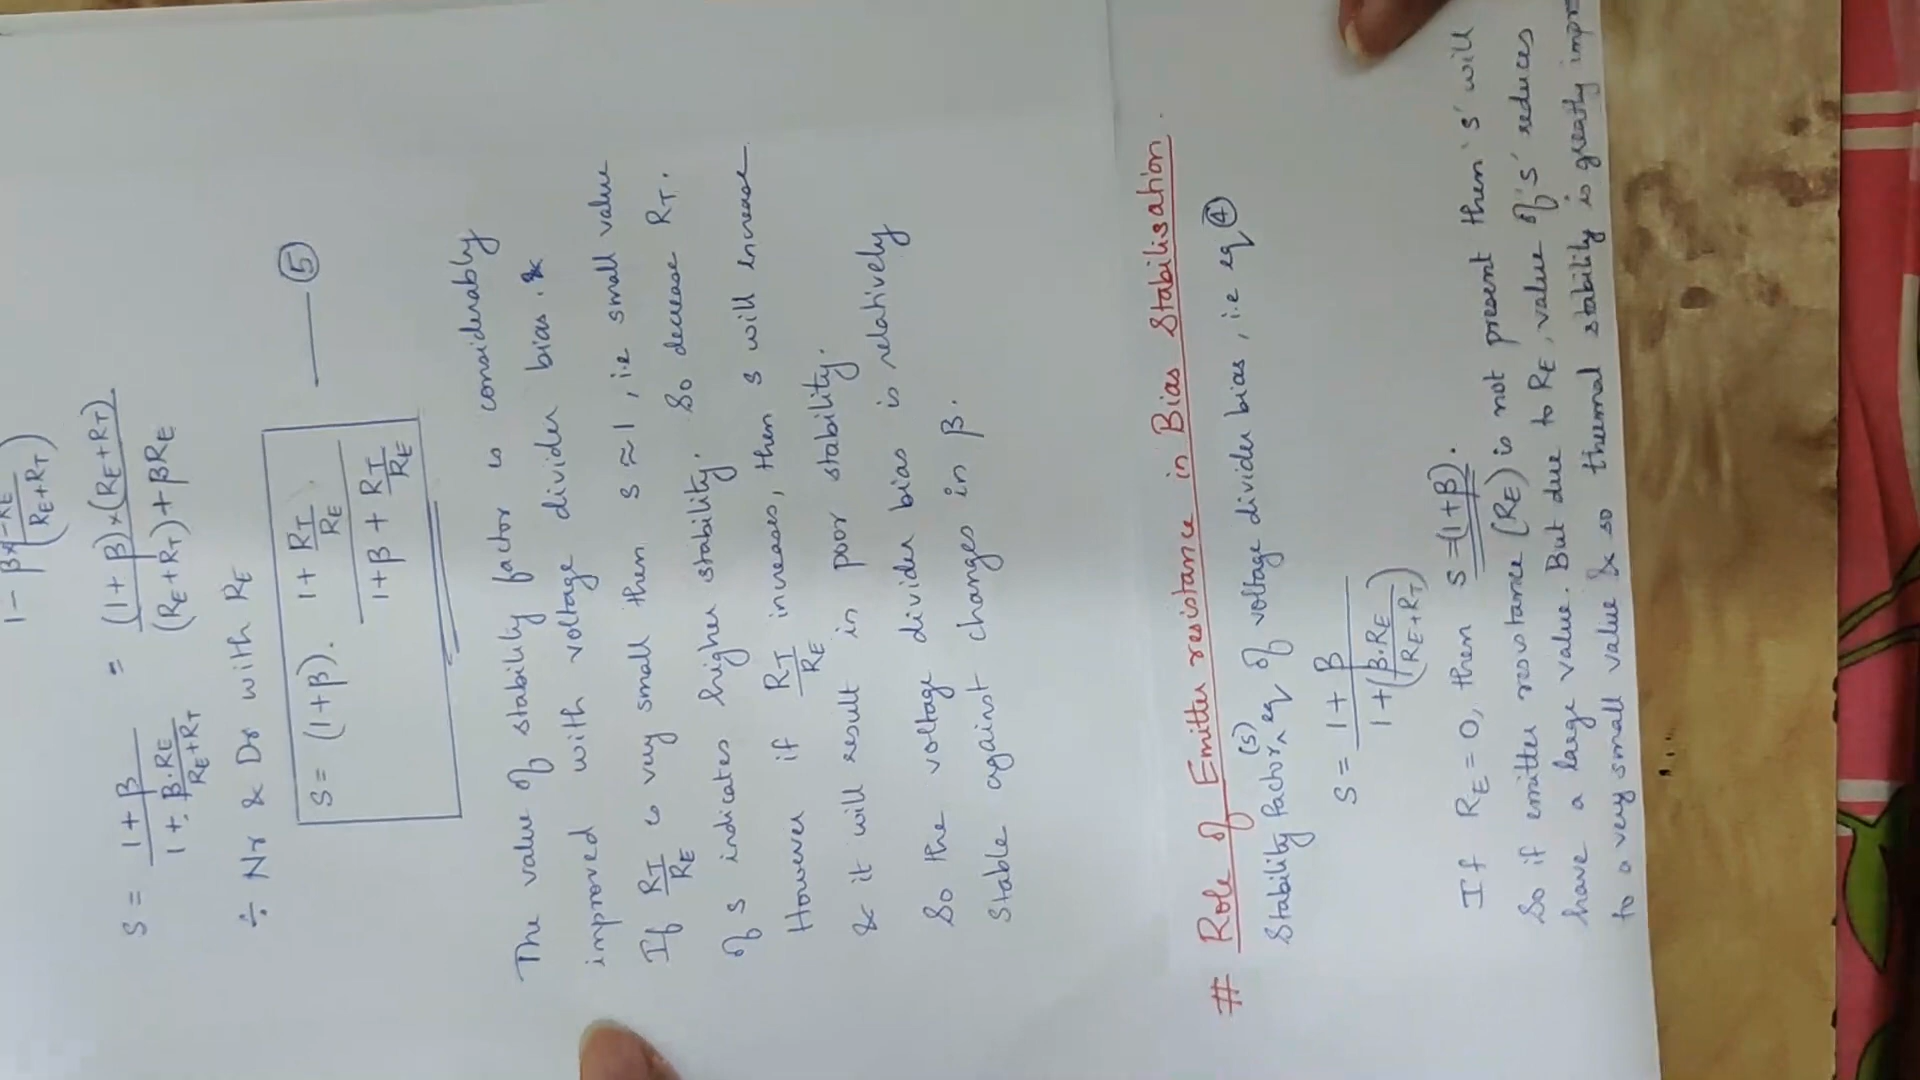 1 - β × -RE/(RE+RT)
S = (1+β)/(1+ β.RE/(RE+RT)) = (1+β)×(RE+RT)/((RE+RT)+βRE)
÷ Nr & Dr with RE
S = (1+β). (1+ RT/RE)/(1+β+ RT/RE) — ⑤
The value of stability factor is considerably
improved with voltage divider bias. &
If RT/RE is very small then S ≈ 1, i.e small value
of S indicates higher stability. So decrease RT.
However if RT/RE increases, then S will increase
& it will result in poor stability.
So the voltage divider bias is relatively
Stable against changes in β.
# Role of Emitter resistance in Bias Stabilisation.
Stability factor (S) eq of voltage divider bias, i.e eq ④
S = (1+β)/(1+(β.RE/(RE+RT)))
If RE = 0, then S = (1+β).
So if emitter resistance (RE) is not present then 'S' will
have a large value. But due to RE, value of 'S' reduces
to a very small value & so thermal stability is greatly impr